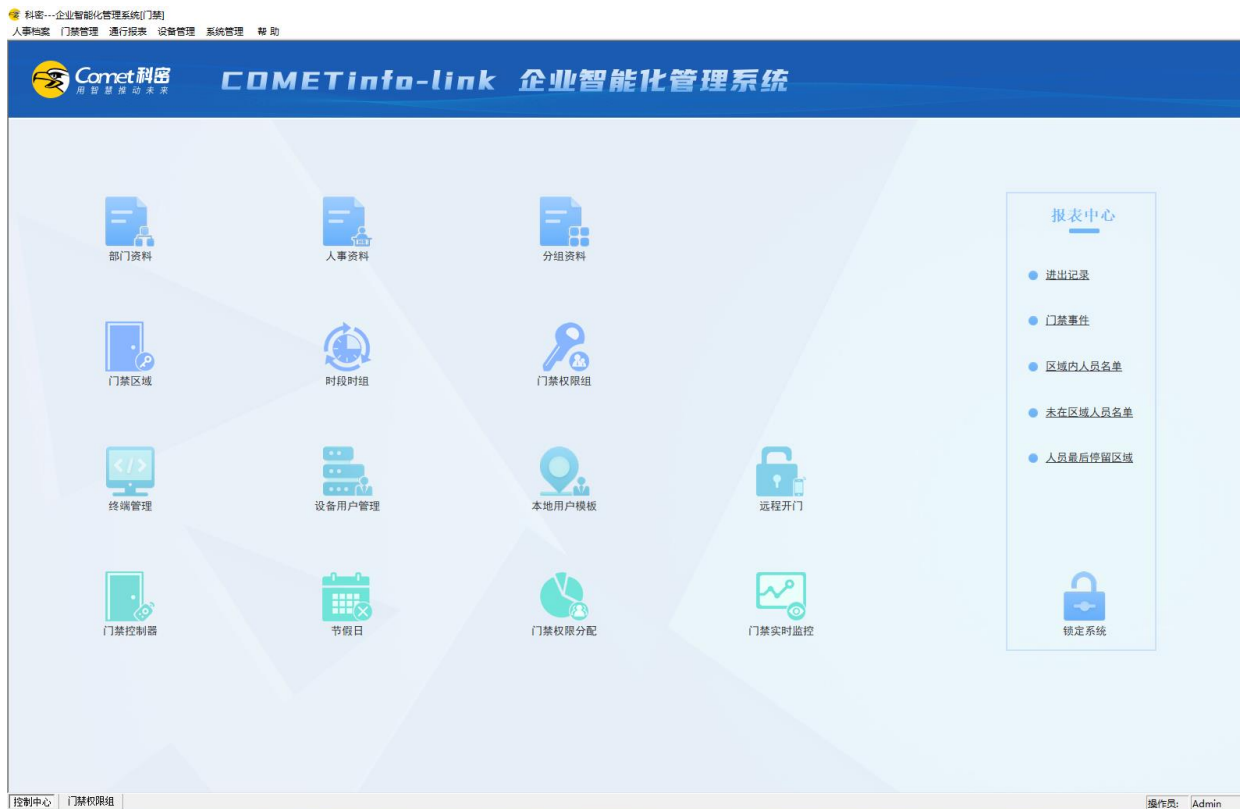 科密---企业智能化管理系统[门禁]
人事档案 门禁管理 通行报表 设备管理 系统管理 帮 助
Comet科密
用智慧推动未来
COMETinfo-link 企业智能化管理系统
部门资料 人事资料 分组资料
门禁区域 时段时组 门禁权限组
终端管理 设备用户管理 本地用户模板 远程开门
门禁控制器 节假日 门禁权限分配 门禁实时监控
报表中心
进出记录
门禁事件
区域内人员名单
未在区域人员名单
人员最后停留区域
锁定系统
控制中心 门禁权限组 操作员: Admin